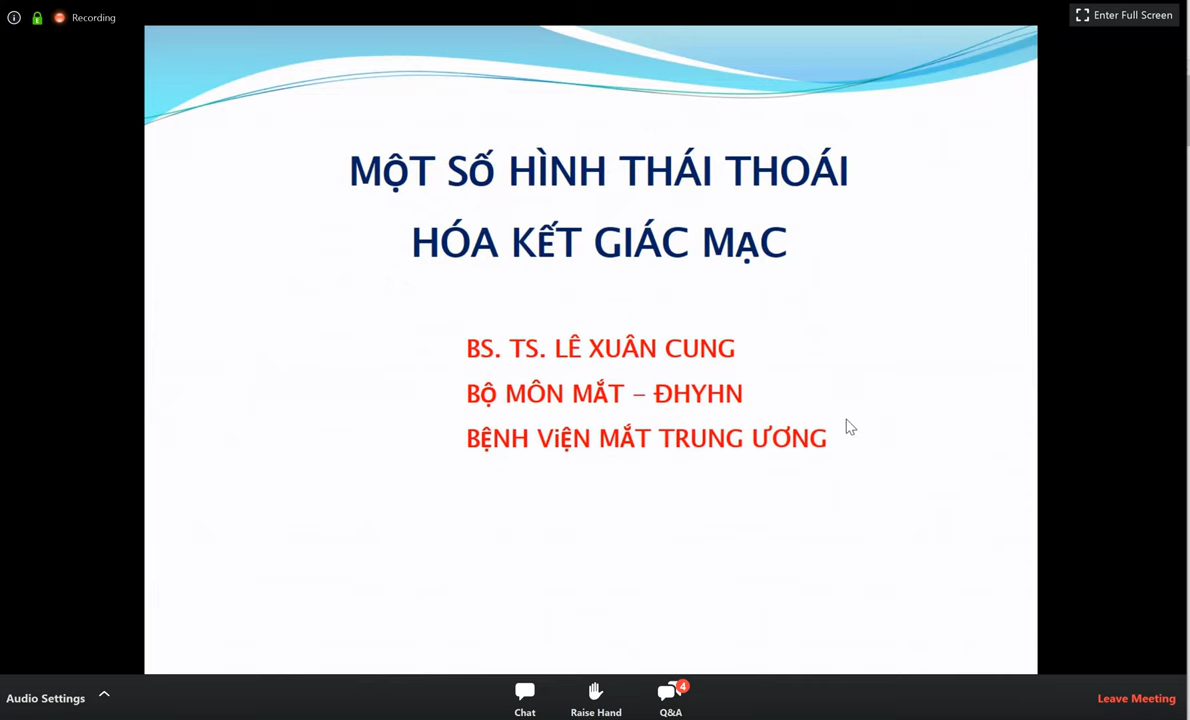 Recording
Enter Full Screen
MỘT SỐ HÌNH THÁI THOÁI
HÓA KẾT GIÁC MẠC
BS. TS. LÊ XUÂN CUNG
BỘ MÔN MẮT – ĐHYHN
BỆNH ViỆN MẮT TRUNG ƯƠNG
4
Audio Settings
Chat
Raise Hand
Q&A
Leave Meeting